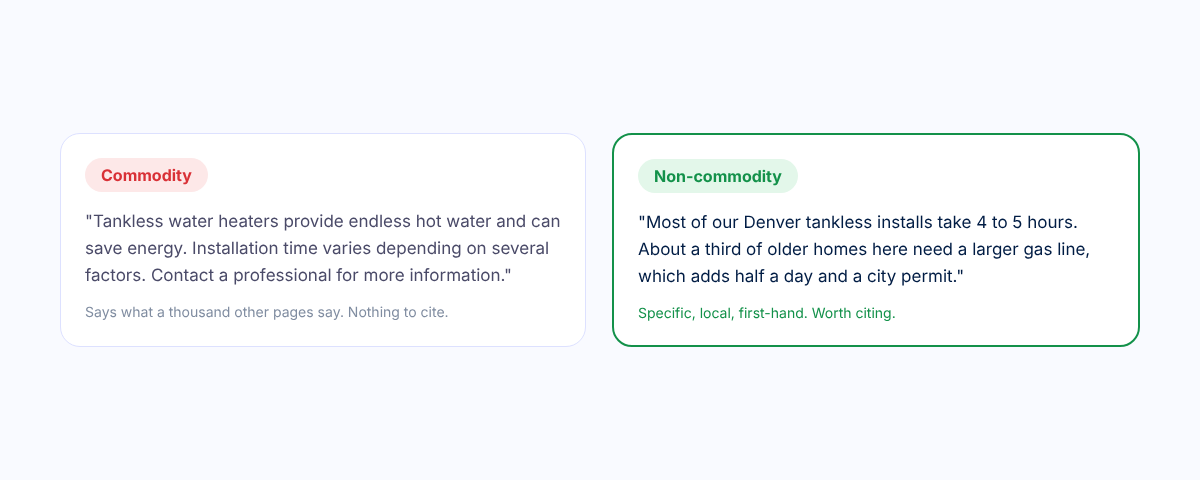 Commodity
"Tankless water heaters provide endless hot water and can
save energy. Installation time varies depending on several
factors. Contact a professional for more information."
Says what a thousand other pages say. Nothing to cite.
Non-commodity
"Most of our Denver tankless installs take 4 to 5 hours.
About a third of older homes here need a larger gas line,
which adds half a day and a city permit."
Specific, local, first-hand. Worth citing.